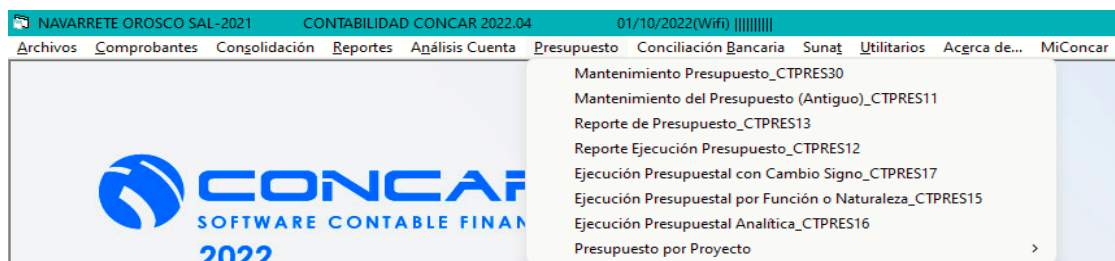 NAVARRETE OROSCO SAL-2021 CONTABILIDAD CONCAR 2022.04 01/10/2022(Wifi) ||||||||||
Archivos Comprobantes Consolidación Reportes Análisis Cuenta Presupuesto Conciliación Bancaria Sunat Utilitarios Acerca de... MiConcar
Mantenimiento Presupuesto_CTPRES30
Mantenimiento del Presupuesto (Antiguo)_CTPRES11
Reporte de Presupuesto_CTPRES13
Reporte Ejecución Presupuesto_CTPRES12
Ejecución Presupuestal con Cambio Signo_CTPRES17
Ejecución Presupuestal por Función o Naturaleza_CTPRES15
Ejecución Presupuestal Analítica_CTPRES16
Presupuesto por Proyecto >
CONCAR
SOFTWARE CONTABLE FINAN
2022